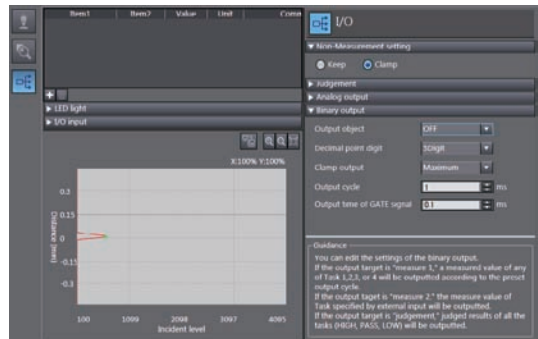 Item1 Item2 Value Unit Com
LED light
I/O input
X:100% Y:100%
Distance [mm]
0.3
0.15
0
-0.15
-0.3
100 1099 2098 3097 4095
Incident level
I/O
Non-Measurement setting
Keep Clamp
Judgement
Analog output
Binary output
Output object OFF
Decimal point digit 5Digit
Clamp output Maximum
Output cycle 1 ms
Output time of GATE signal 0.1 ms
Guidance
You can edit the settings of the binary output.
If the output target is "measure 1," a measured value of any
of Task 1,2,3, or 4 will be outputted according to the preset
output cycle.
If the output taget is "measure 2," the measure value of
Task specified by external input will be outputted.
If the output target is "judgement," judged results of all the
tasks (HIGH, PASS, LOW) will be outputted.